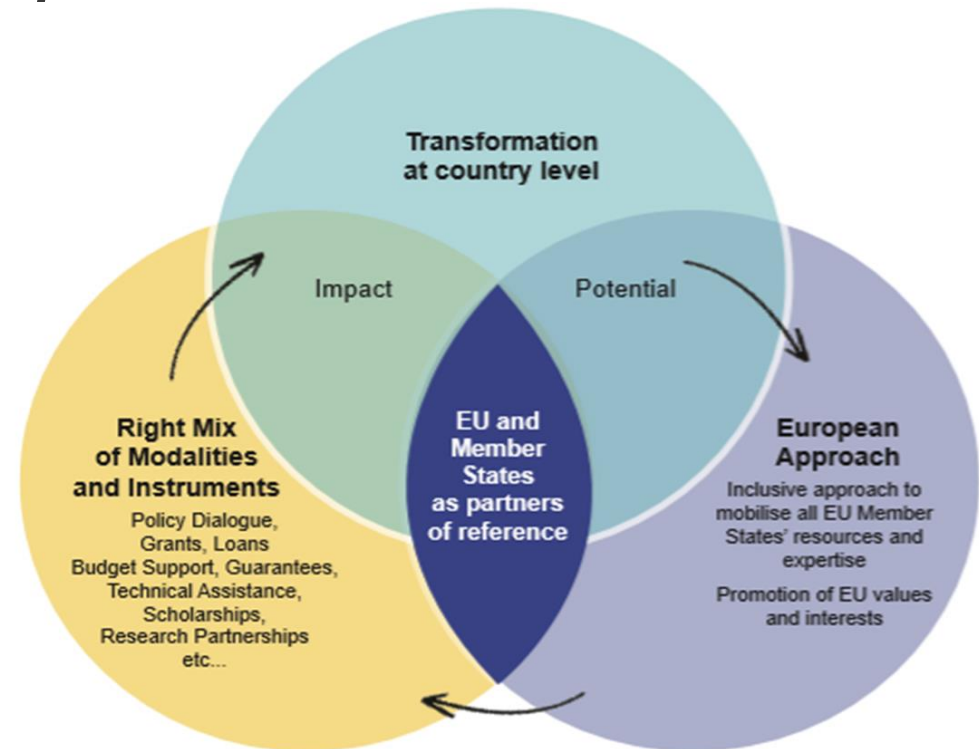 Transformation
at country level
Impact
Potential
Right Mix
of Modalities
and Instruments
Policy Dialogue,
Grants, Loans
Budget Support, Guarantees,
Technical Assistance,
Scholarships,
Research Partnerships
etc...
EU and
Member
States
as partners
of reference
European
Approach
Inclusive approach to
mobilise all EU Member
States' resources and
expertise
Promotion of EU values
and interests